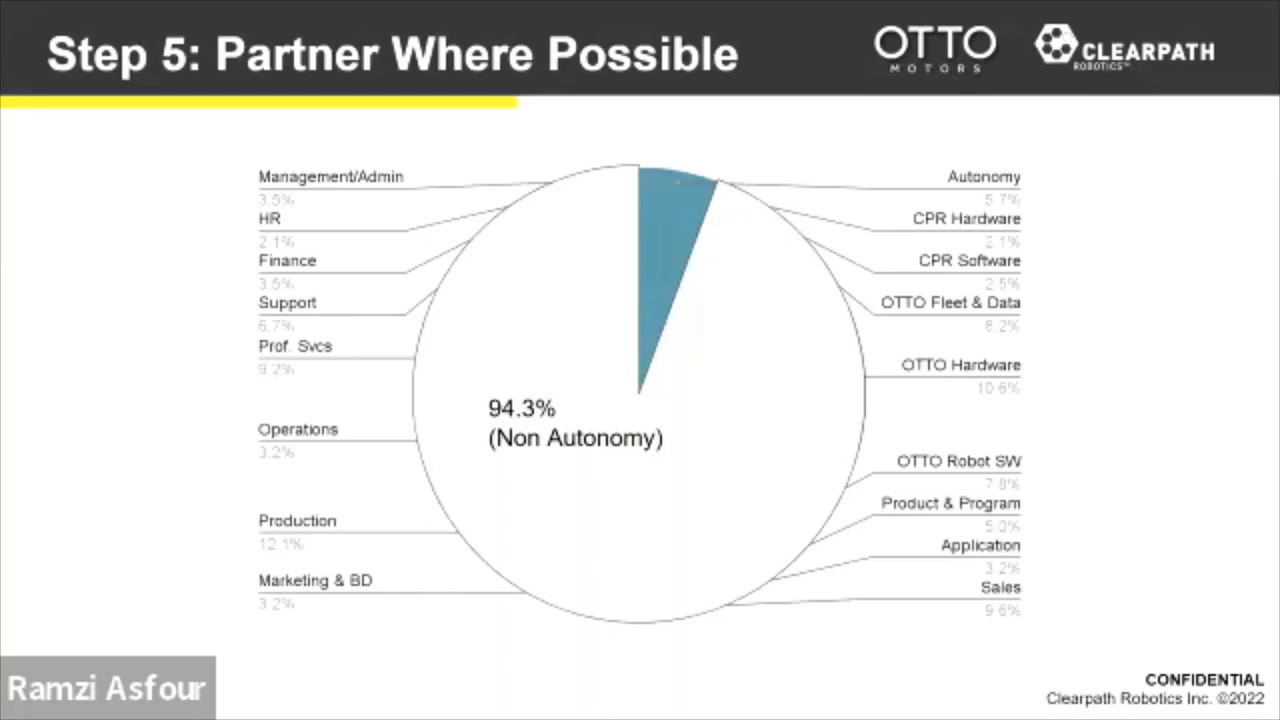 Step 5: Partner Where Possible
OTTO
MOTORS
CLEARPATH
ROBOTICS™
Management/Admin
3.5%
HR
2.1%
Finance
3.5%
Support
6.7%
Prof. Svcs
9.2%
Operations
3.2%
Production
12.1%
Marketing & BD
3.2%
94.3%
(Non Autonomy)
Autonomy
5.7%
CPR Hardware
2.1%
CPR Software
2.5%
OTTO Fleet & Data
OTTO Hardware
10.6%
OTTO Robot SW
7.8%
Product & Program
5.0%
Application
3.2%
Sales
9.6%
Ramzi Asfour
CONFIDENTIAL
Clearpath Robotics Inc. ©2022